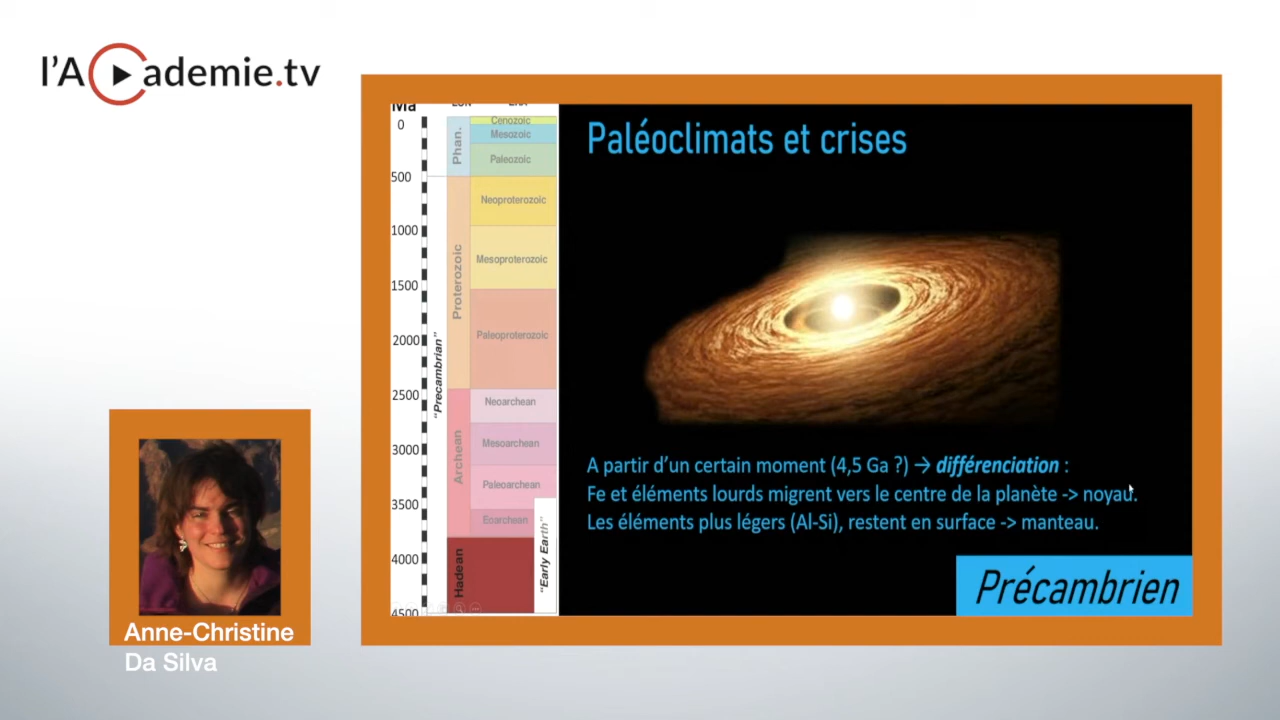 l'Académie.tv
Ma
Eon
Era
0
500
1000
1500
2000
2500
3000
3500
4000
4500
"Precambrian"
Phan.
Proterozoic
Archean
Hadean
Cenozoic
Mesozoic
Paleozoic
Neoproterozoic
Mesoproterozoic
Paleoproterozoic
Neoarchean
Mesoarchean
Paleoarchean
Eoarchean
"Early Earth"
Paléoclimats et crises
A partir d'un certain moment (4,5 Ga ?) → différenciation :
Fe et éléments lourds migrent vers le centre de la planète -> noyau.
Les éléments plus légers (Al-Si), restent en surface -> manteau.
Précambrien
Anne-Christine
Da Silva